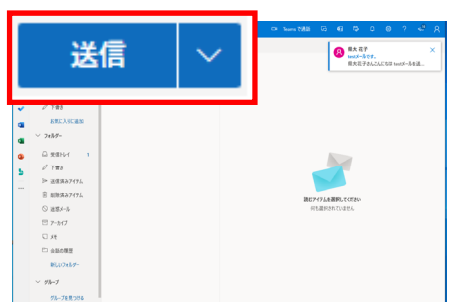 送信
Teams で通話
県大 花子
testメールです。
県大 花子さんこんにちは testメールを送...
下書き
お気に入りに追加
フォルダー
受信トレイ 1
下書き
送信済みアイテム
削除済みアイテム
迷惑メール
アーカイブ
メモ
会話の履歴
新しいフォルダー
グループ
グループを見つける
読むアイテムを選択してください
何も選択されていません